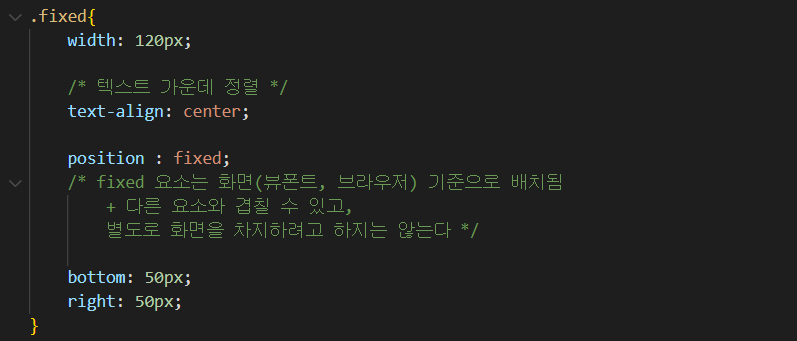 .fixed{
width: 120px;
/* 텍스트 가운데 정렬 */
text-align: center;
position : fixed;
/* fixed 요소는 화면(뷰폰트, 브라우저) 기준으로 배치됨
+ 다른 요소와 겹칠 수 있고,
별도로 화면을 차지하려고 하지는 않는다 */
bottom: 50px;
right: 50px;
}